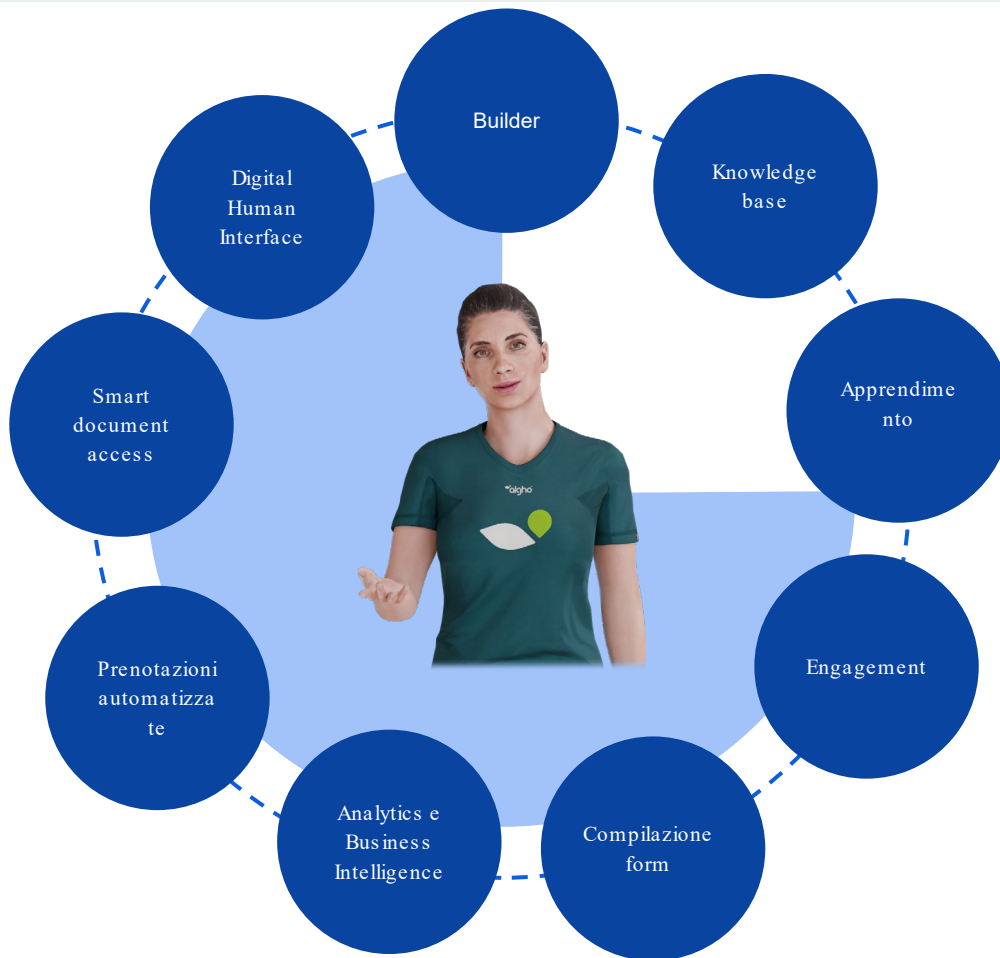 Builder
Knowledge
base
Digital
Human
Interface
Apprendime
nto
Smart
document
access
algho
Engagement
Prenotazioni
automatizza
te
Analytics e
Business
Intelligence
Compilazione
form